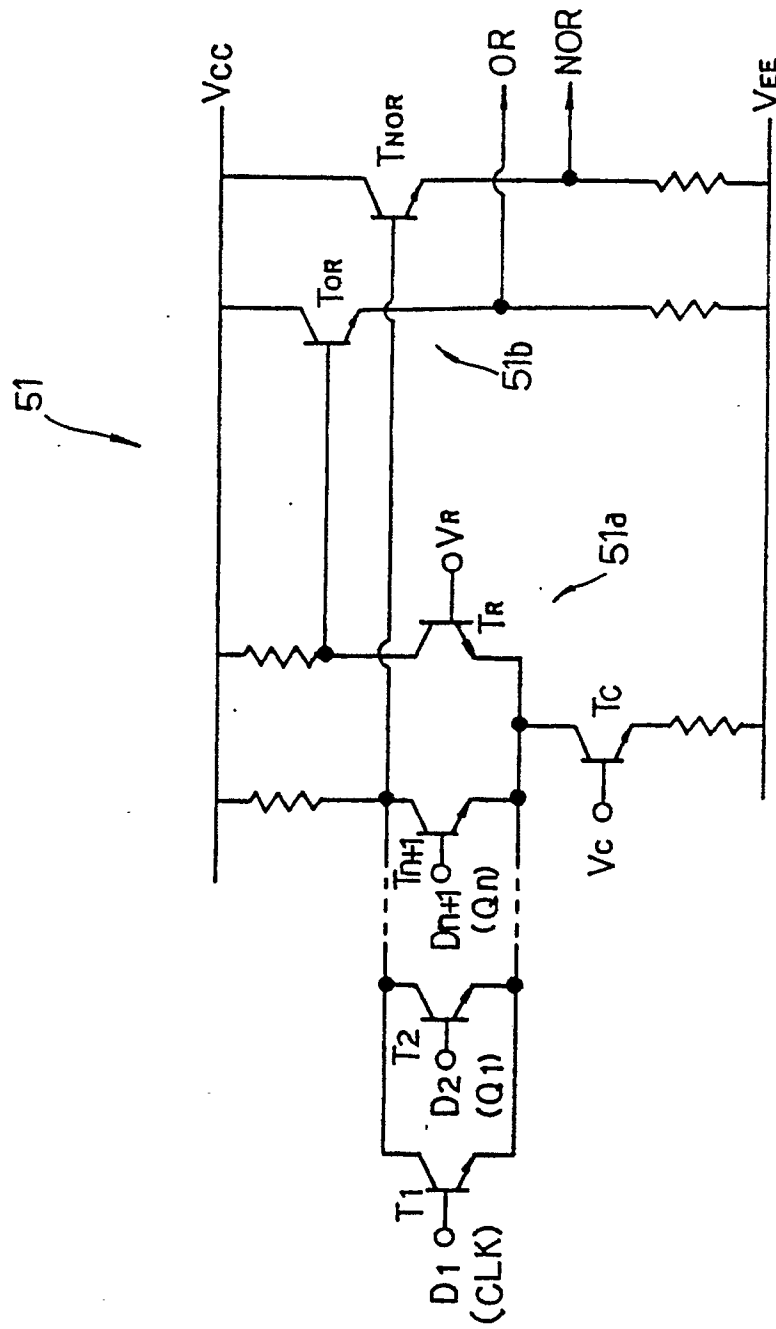 51
VCC
TOR
TNOR
OR
NOR
51b
VR
TR
51a
T1
D1
(CLK)
T2
D2
(Q1)
Tn+1
Dn+1
(Qn)
TC
VC
VEE